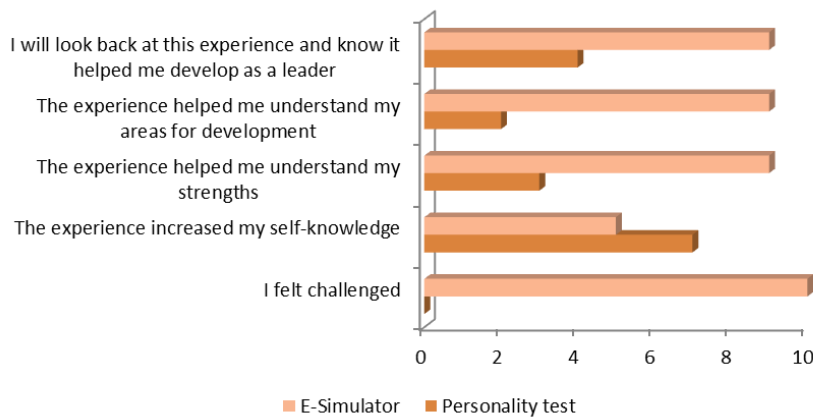 I will look back at this experience and know it
helped me develop as a leader
The experience helped me understand my
areas for development
The experience helped me understand my
strengths
The experience increased my self-knowledge
I felt challenged
0 2 4 6 8 10
E-Simulator Personality test